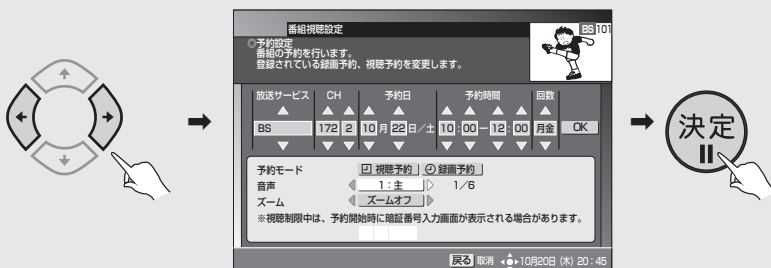 番組視聴設定
BS 101
◎予約設定
番組の予約を行います。
登録されている録画予約、視聴予約を変更します。
放送サービス CH 予約日 予約時間 回数
BS 172 2 10月22日／土 10:00－12:00 月金 OK
予約モード 視聴予約 録画予約
音声 1：主 1/6
ズーム ズームオフ
※視聴制限中は、予約開始時に暗証番号入力画面が表示される場合があります。
戻る 取消 10月20日(木) 20:45
決定